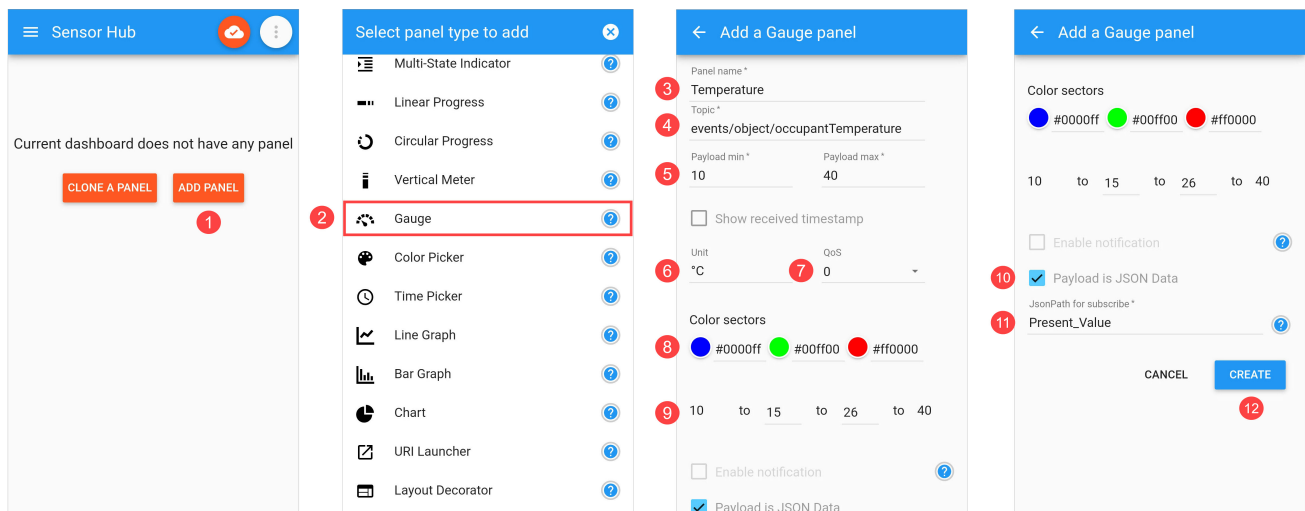 Sensor Hub
Current dashboard does not have any panel
CLONE A PANEL ADD PANEL
1
Select panel type to add
Multi-State Indicator
Linear Progress
Circular Progress
Vertical Meter
2 Gauge
Color Picker
Time Picker
Line Graph
Bar Graph
Chart
URI Launcher
Layout Decorator
Add a Gauge panel
Panel name *
3 Temperature
Topic *
4 events/object/occupantTemperature
Payload min * Payload max *
5 10 40
Show received timestamp
Unit QoS
6 °C 7 0
Color sectors
8 #0000ff #00ff00 #ff0000
9 10 to 15 to 26 to 40
Enable notification
Payload is JSON Data
Add a Gauge panel
Color sectors
#0000ff #00ff00 #ff0000
10 to 15 to 26 to 40
Enable notification
10 Payload is JSON Data
JsonPath for subscribe *
11 Present_Value
CANCEL CREATE
12